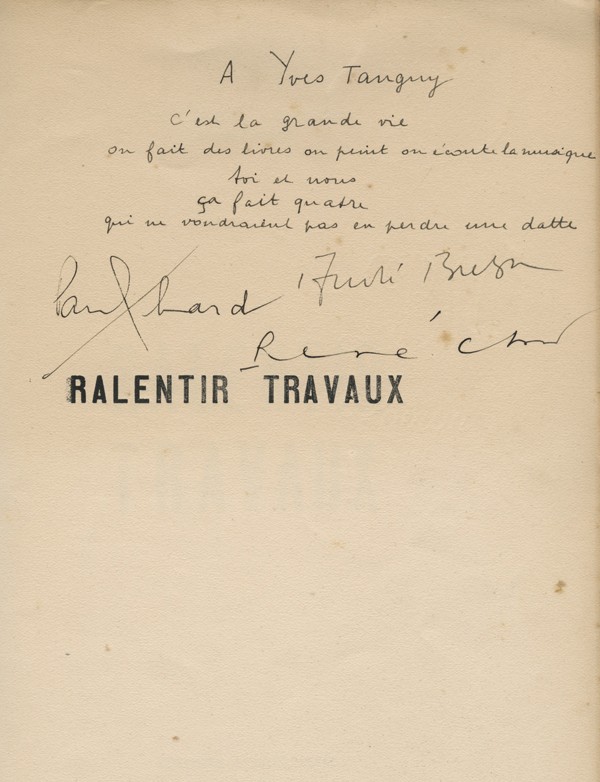 A Yves Tanguy
C'est la grande vie
on fait des livres on peint on écoute la musique
toi et nous
ça fait quatre
qui ne voudraient pas en perdre une datte
Paul Eluard
André Breton
René Char
RALENTIR TRAVAUX